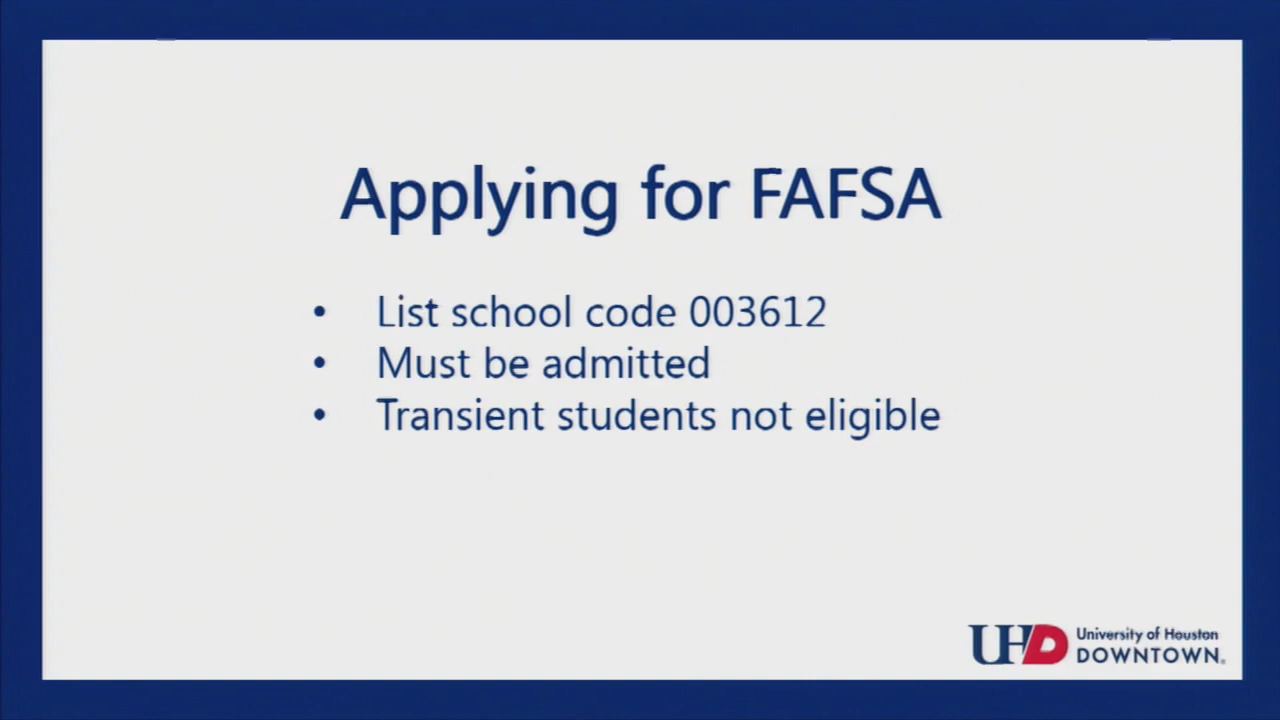 Applying for FAFSA
• List school code 003612
• Must be admitted
• Transient students not eligible
UHD University of Houston
DOWNTOWN